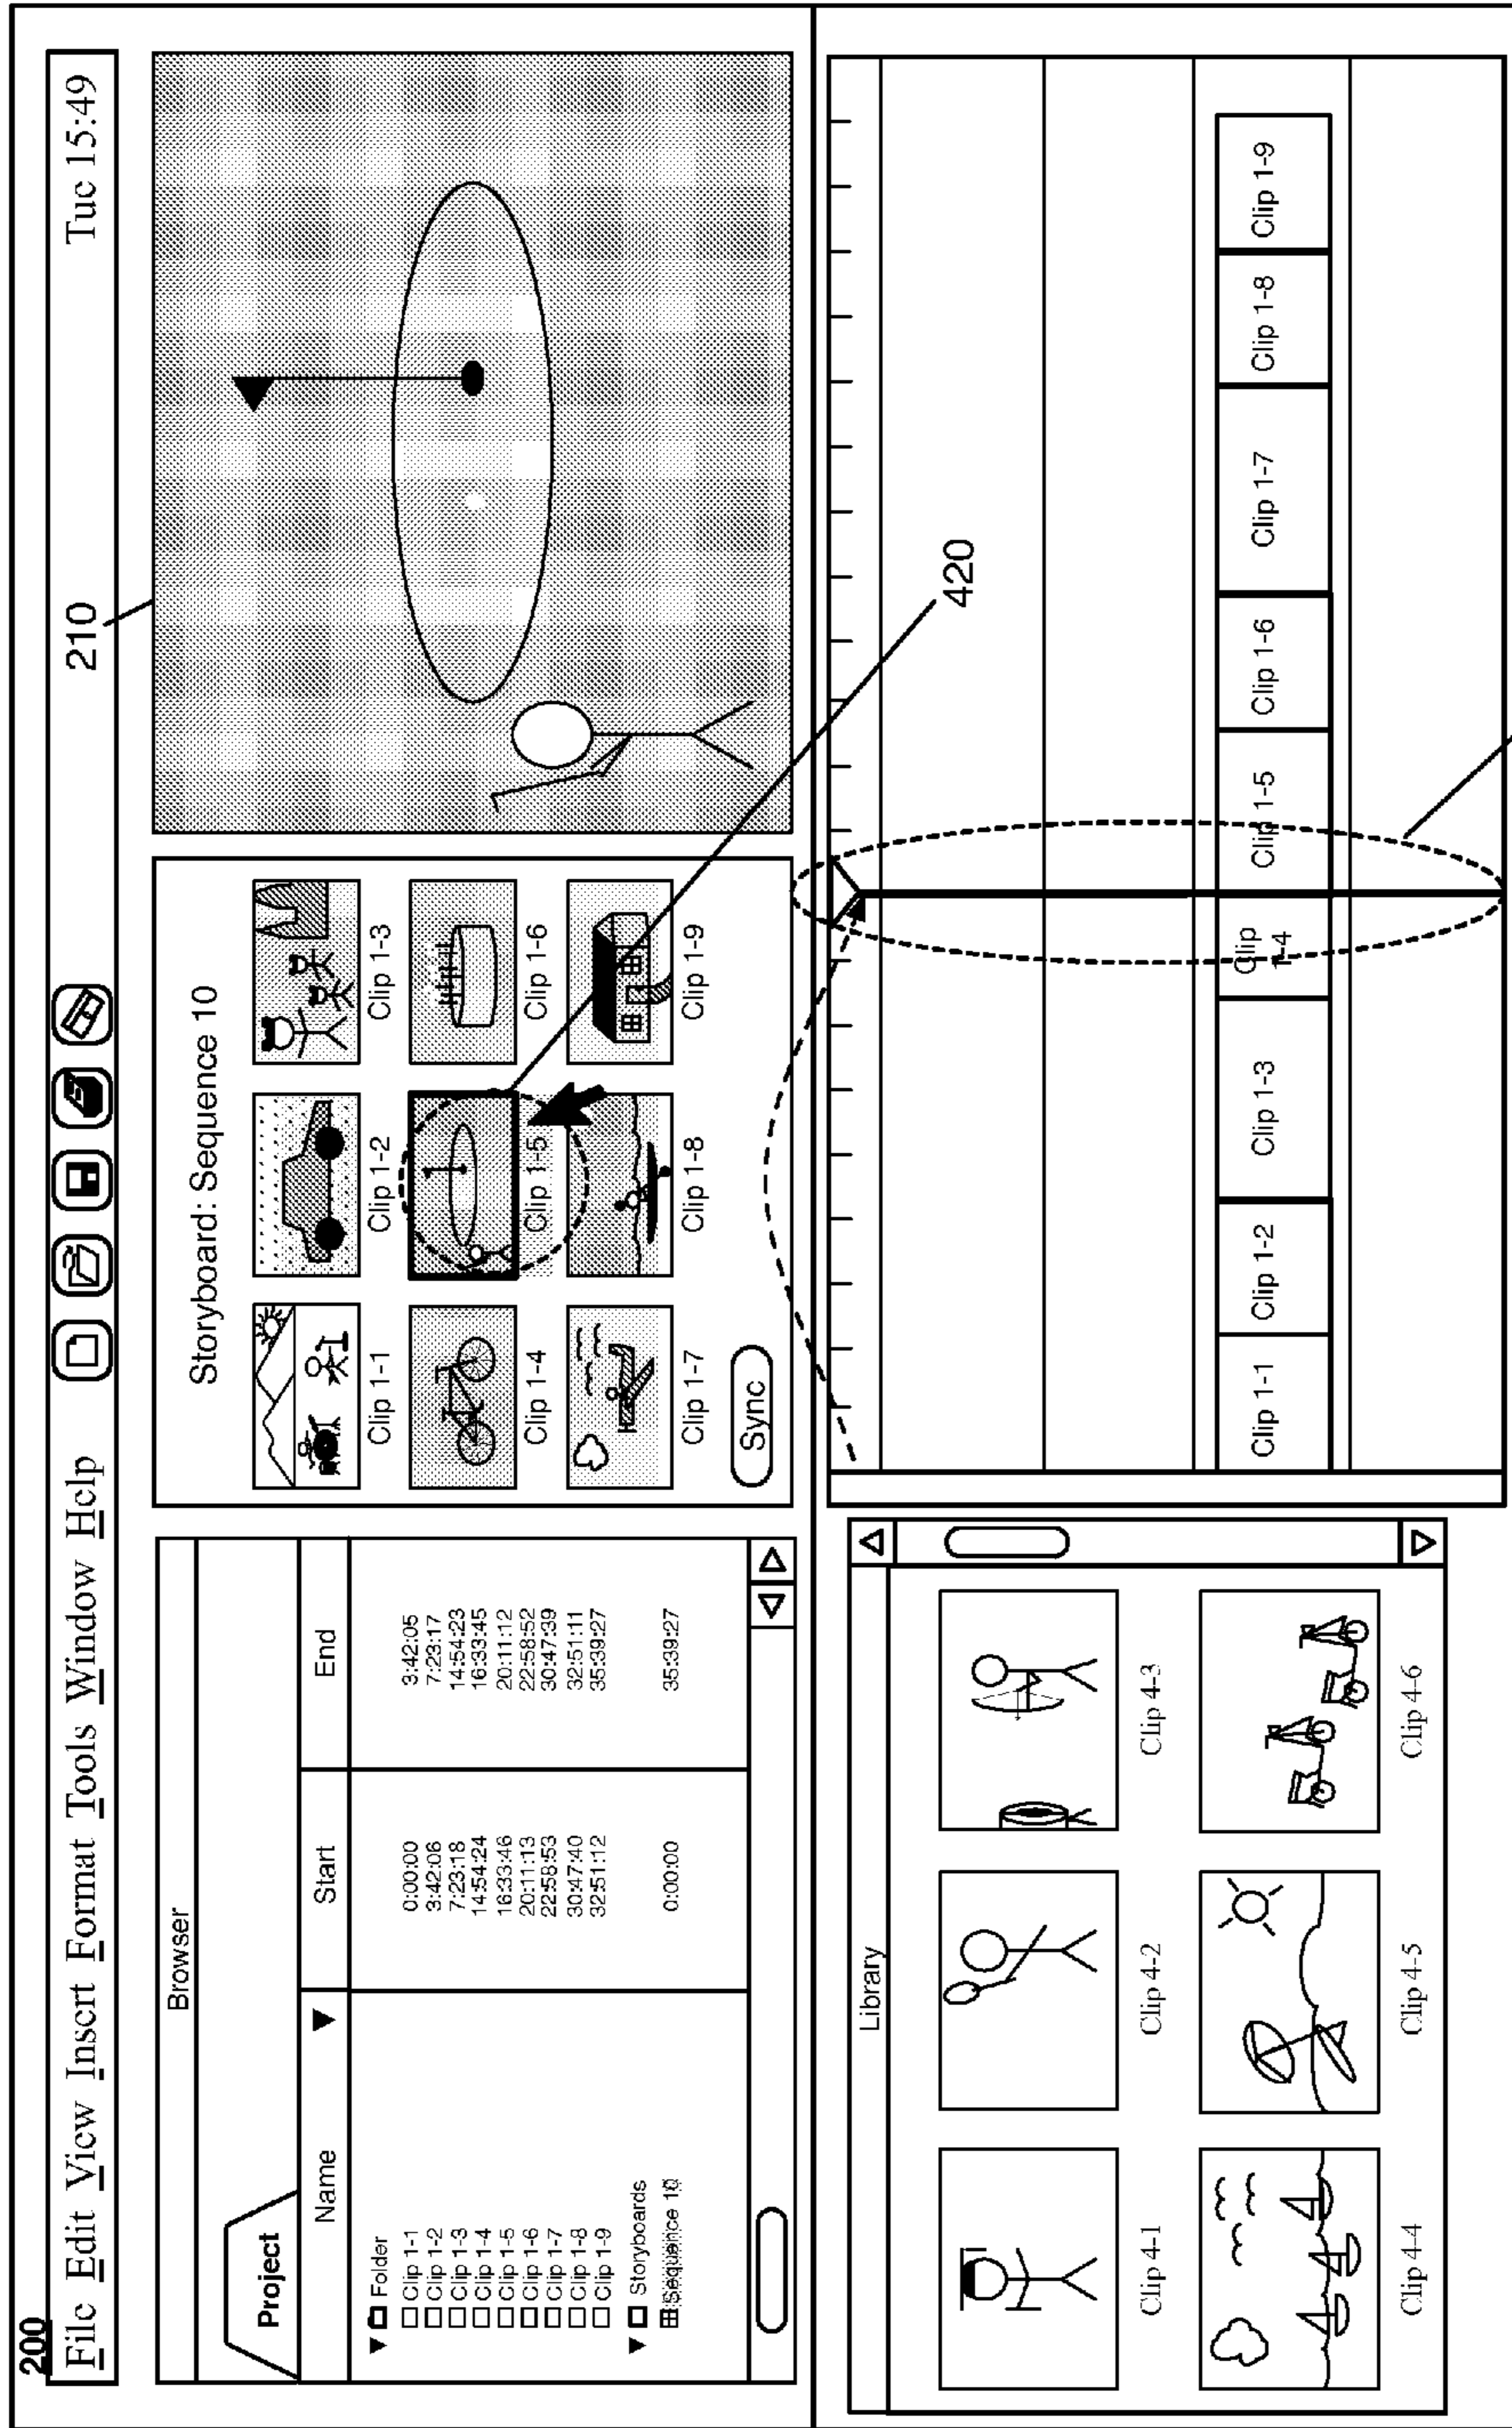 200
File Edit View Insert Format Tools Window Help
Tue 15:49
210
Browser
Project
Name ▼ Start End
▼ Folder
Clip 1-1 0:00:00 3:42:05
Clip 1-2 3:42:06 7:23:17
Clip 1-3 7:23:18 14:54:23
Clip 1-4 14:54:24 16:33:45
Clip 1-5 16:33:46 20:11:12
Clip 1-6 20:11:13 22:58:52
Clip 1-7 22:58:53 30:47:39
Clip 1-8 30:47:40 32:51:11
Clip 1-9 32:51:12 35:39:27
▼ Storyboards
Sequence 10 0:00:00 35:39:27
Storyboard: Sequence 10
Clip 1-1 Clip 1-2 Clip 1-3
Clip 1-4 Clip 1-5 Clip 1-6
Clip 1-7 Clip 1-8 Clip 1-9
Sync
420
Library
Clip 4-1 Clip 4-2 Clip 4-3
Clip 4-4 Clip 4-5 Clip 4-6
Clip 1-1 Clip 1-2 Clip 1-3 Clip 1-4 Clip 1-5 Clip 1-6 Clip 1-7 Clip 1-8 Clip 1-9